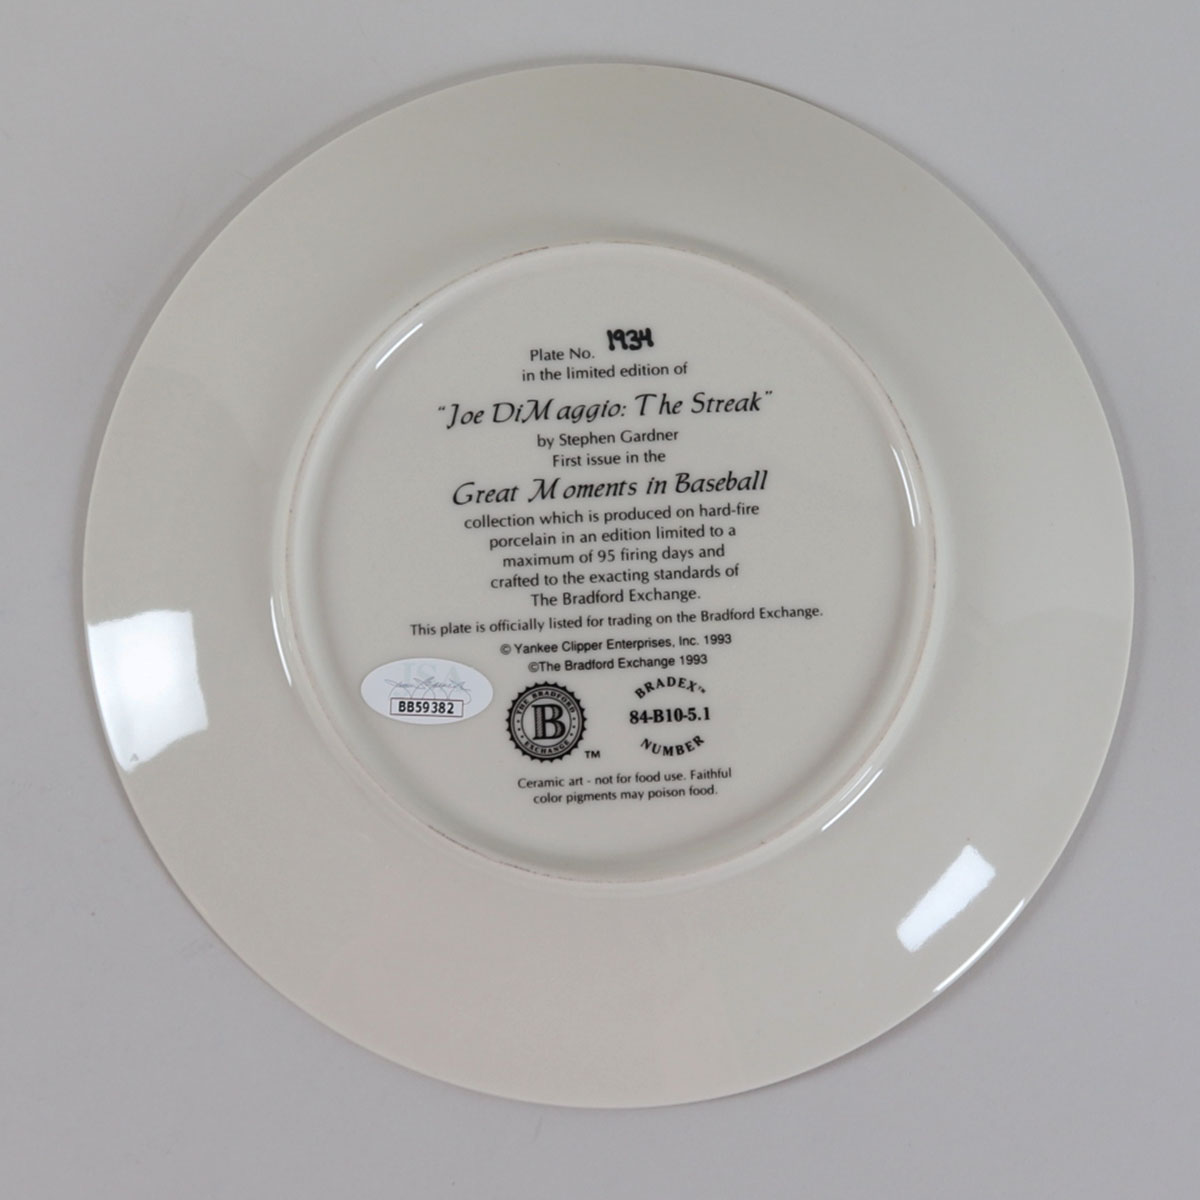 Plate No. 1934
in the limited edition of
"Joe DiMaggio: The Streak"
by Stephen Gardner
First issue in the
Great Moments in Baseball
collection which is produced on hard-fire
porcelain in an edition limited to a
maximum of 95 firing days and
crafted to the exacting standards of
The Bradford Exchange.
This plate is officially listed for trading on the Bradford Exchange.
© Yankee Clipper Enterprises, Inc. 1993
©The Bradford Exchange 1993
JSA
BB59382
THE BRADFORD
B
EXCHANGE
TM
BRADEX™
84-B10-5.1
NUMBER
Ceramic art - not for food use. Faithful
color pigments may poison food.